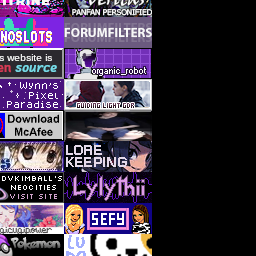 PANFAN PERSONIFIED
NOSLOTS
FORUMFILTERS
s website is
en source
organic_robot
Wynn's
Pixel
Paradise.
GUIDING LIGHT GDR
Download
McAfee
LORE
KEEPING
DVKIMBALL'S
NEOCITIES
VISIT SITE
Lylythii
SEFY
Pokemon